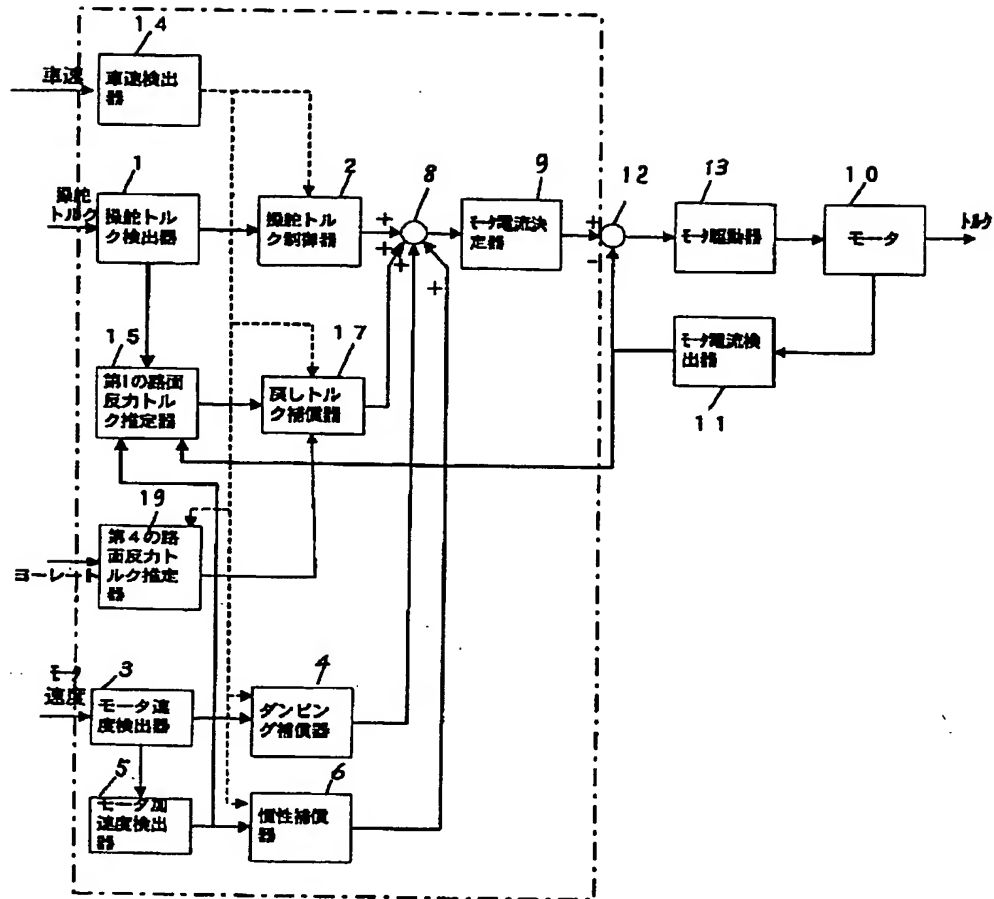 14
車速
車速検出
器
1
操舵
トルク
操舵トル
ク検出器
2
操舵トル
ク制御器
+
+
+
+
8
9
モータ電流決
定器
+
-
12
13
モータ駆動器
10
モータ
トルク
モータ電流検
出器
11
15
第1の路面
反力トル
ク推定器
17
戻しトル
ク補償器
19
第4の路
面反力ト
ルク推定
器
ヨーレート
モータ
速度
3
モータ速
度検出器
4
ダンピン
グ補償器
5
モータ加
速度検出
器
6
慣性補償
器